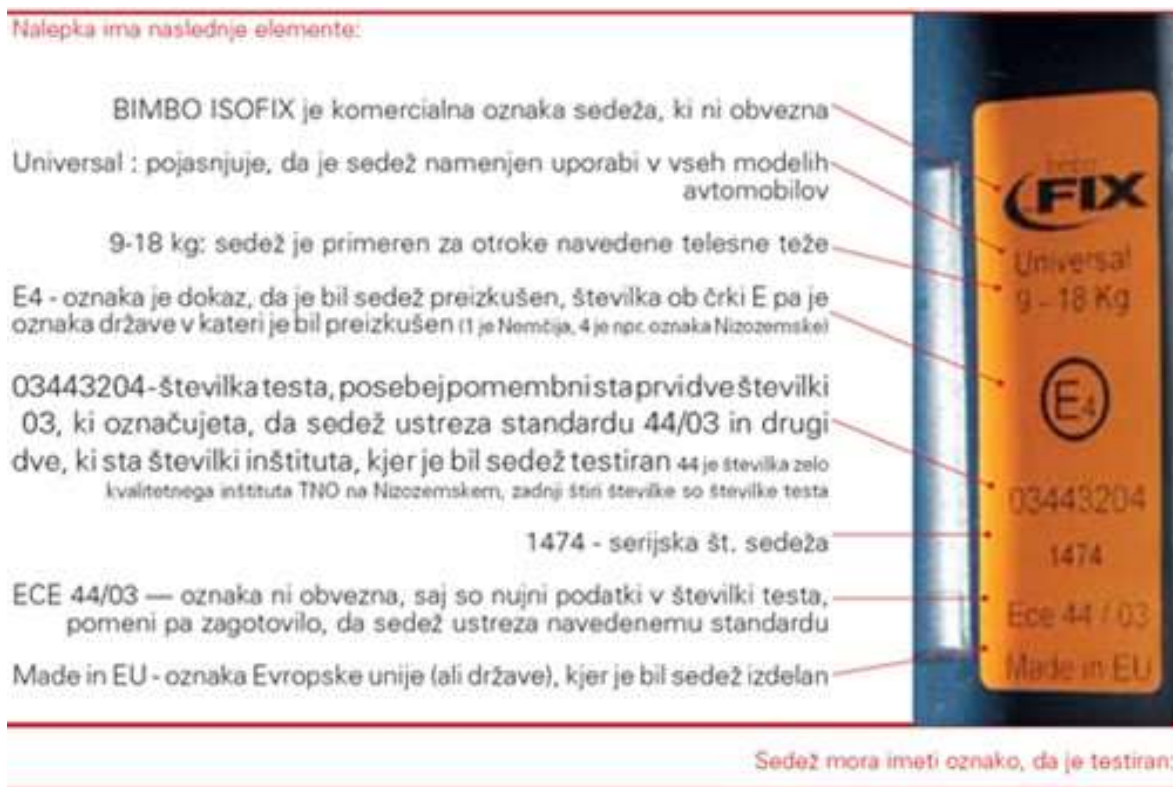 Nalepka ima naslednje elemente:
BIMBO ISOFIX je komercialna oznaka sedeža, ki ni obvezna
Universal : pojasnjuje, da je sedež namenjen uporabi v vseh modelih
avtomobilov
9-18 kg: sedež je primeren za otroke navedene telesne teže
E4 - oznaka je dokaz, da je bil sedež preizkušen, številka ob črki E pa je
oznaka države v kateri je bil preizkušen (1 je Nemčija, 4 je npr. oznaka Nizozemske)
03443204-številka testa, posebej pomembni sta prvi dve številki
03, ki označujeta, da sedež ustreza standardu 44/03 in drugi
dve, ki sta številki inštituta, kjer je bil sedež testiran 44 je številka zelo
kvalitetnega inštituta TNO na Nizozemskem, zadnji štiri številke so številke testa
1474 - serijska št. sedeža
ECE 44/03 — oznaka ni obvezna, saj so nujni podatki v številki testa,
pomeni pa zagotovilo, da sedež ustreza navedenemu standardu
Made in EU - oznaka Evropske unije (ali države), kjer je bil sedež izdelan
FIX
Universal
9 - 18 Kg
E4
03443204
1474
Ece 44 / 03
Made in EU
Sedež mora imeti oznako, da je testiran: